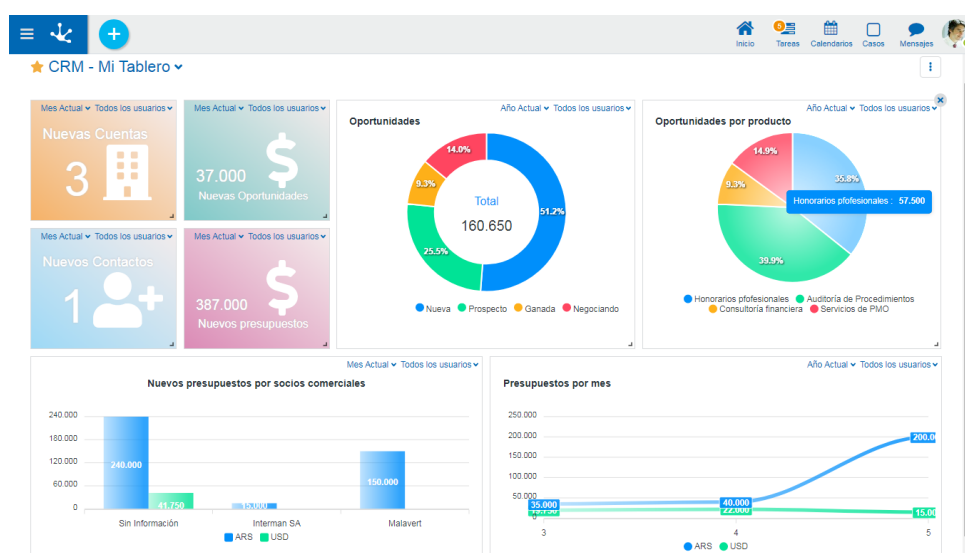 5
Inicio
Tareas
Calendarios
Casos
Mensajes
CRM - Mi Tablero
Mes Actual Todos los usuarios
Nuevas Cuentas
3
Mes Actual Todos los usuarios
37.000
Nuevas Oportunidades
Mes Actual Todos los usuarios
Nuevos Contactos
1
Mes Actual Todos los usuarios
387.000
Nuevos presupuestos
Año Actual Todos los usuarios
Oportunidades
14.0%
9.3%
51.2%
25.5%
Total
160.650
Nueva Prospecto Ganada Negociando
Año Actual Todos los usuarios
Oportunidades por producto
14.9%
35.8%
9.3%
Honorarios pfofesionales : 57.500
39.9%
Honorarios pfofesionales Auditoría de Procedimientos
Consultoría financiera Servicios de PMO
Mes Actual Todos los usuarios
Nuevos presupuestos por socios comerciales
240.000
180.000
120.000
60.000
0
240.000
41.750
15.000
150.000
Sin Información Interman SA Malavert
ARS USD
Año Actual Todos los usuarios
Presupuestos por mes
250.000
200.000
150.000
100.000
50.000
0
35.000
40.000
22.000
200.0
15.00
3 4 5
ARS USD